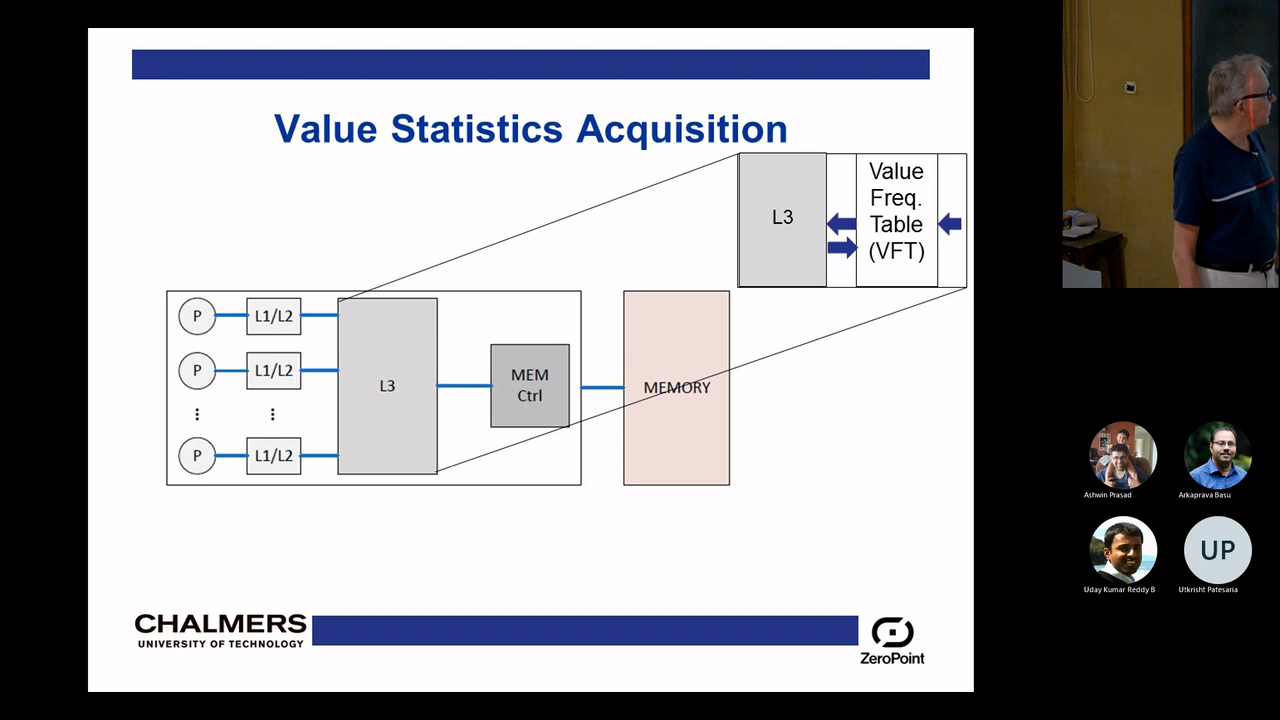 Value Statistics Acquisition
L3
Value
Freq.
Table
(VFT)
P
L1/L2
P
L1/L2
⋮
⋮
P
L1/L2
L3
MEM
Ctrl
MEMORY
CHALMERS
UNIVERSITY OF TECHNOLOGY
ZeroPoint
Ashwin Prasad
Arkaprava Basu
UP
Uday Kumar Reddy B
Utkrisht Patesaria